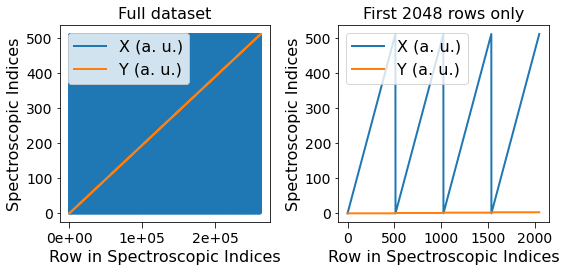 Full dataset
Spectroscopic Indices
500
400
300
200
100
0
X (a. u.)
Y (a. u.)
0e+00 1e+05 2e+05
Row in Spectroscopic Indices
First 2048 rows only
Spectroscopic Indices
500
400
300
200
100
0
X (a. u.)
Y (a. u.)
0 500 1000 1500 2000
Row in Spectroscopic Indices